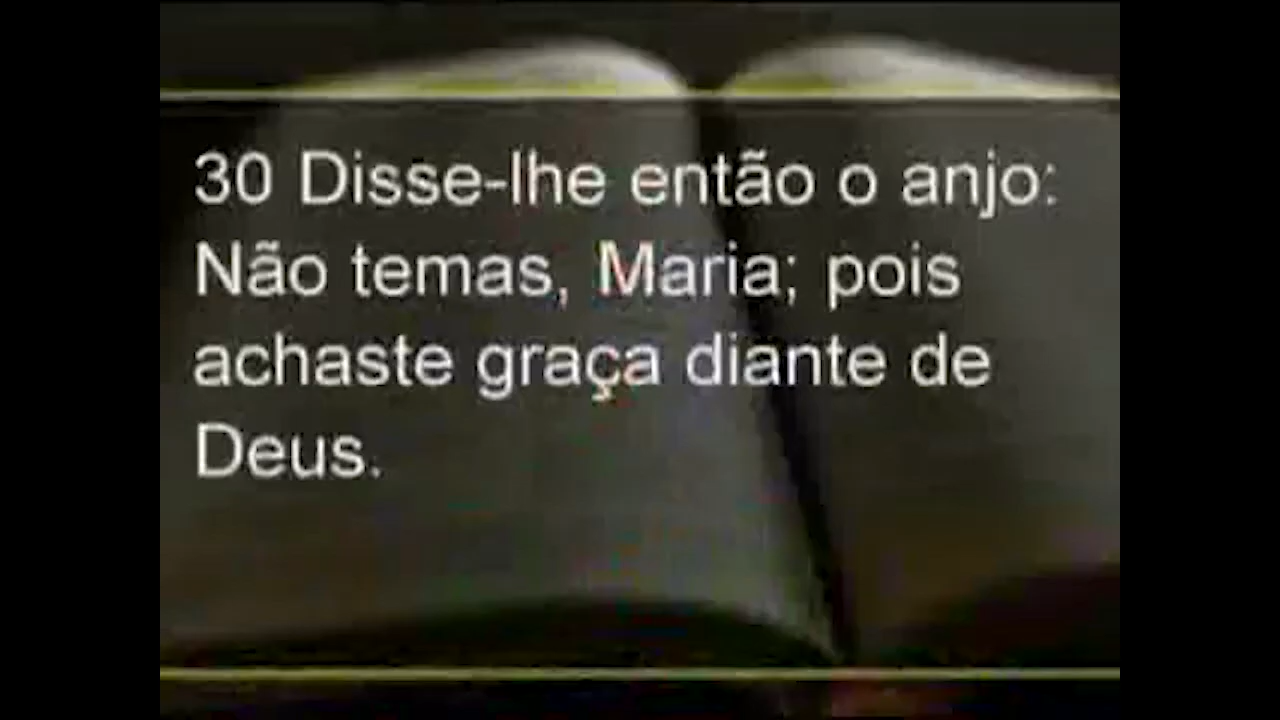 30 Disse-lhe então o anjo:
Não temas, Maria; pois
achaste graça diante de
Deus.